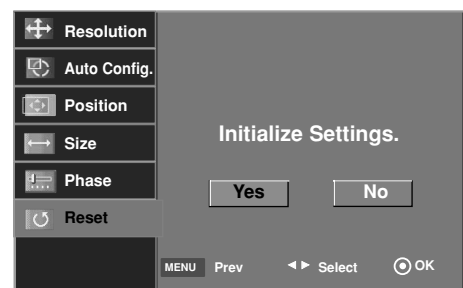 Resolution
Auto Config.
Position
Size
Phase
Reset
Initialize Settings.
Yes No
MENU Prev ◄► Select OK